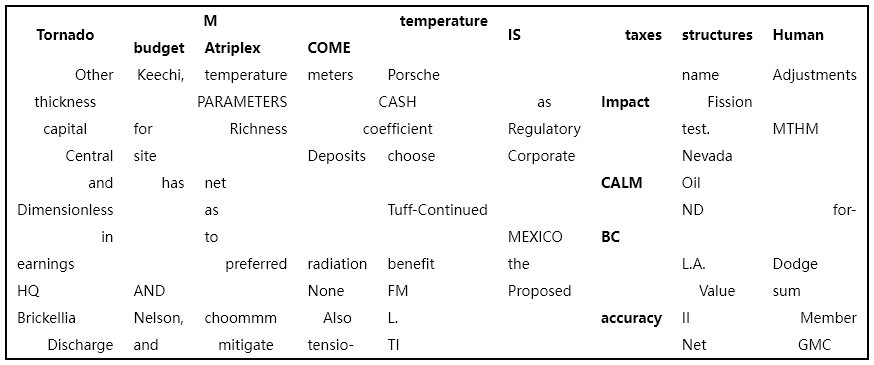 M temperature
Tornado IS taxes structures Human
budget Atriplex COME
Other Keechi, temperature meters Porsche name Adjustments
thickness PARAMETERS CASH as Impact Fission
capital for Richness coefficient Regulatory test. MTHM
Central site Deposits choose Corporate Nevada
and has net CALM Oil
Dimensionless as Tuff-Continued ND for-
in to MEXICO BC
earnings preferred radiation benefit the L.A. Dodge
HQ AND None FM Proposed Value sum
Brickellia Nelson, choommm Also L. accuracy II Member
Discharge and mitigate tensio- TI Net GMC